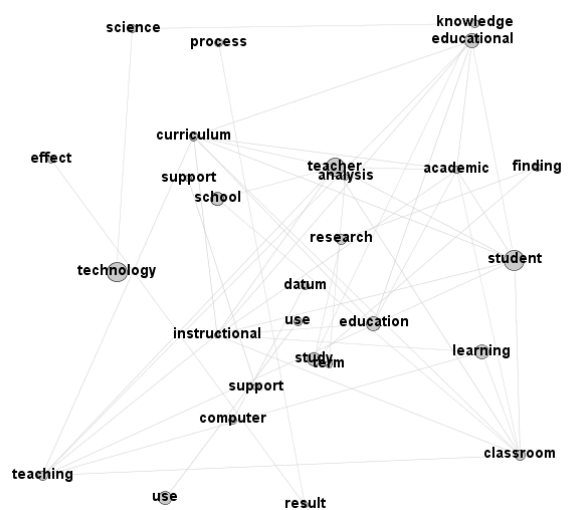 knowledge
science
educational
process
curriculum
effect
teacher
academic
finding
support
analysis
school
research
student
technology
datum
use
education
instructional
learning
study
term
support
computer
classroom
teaching
use
result